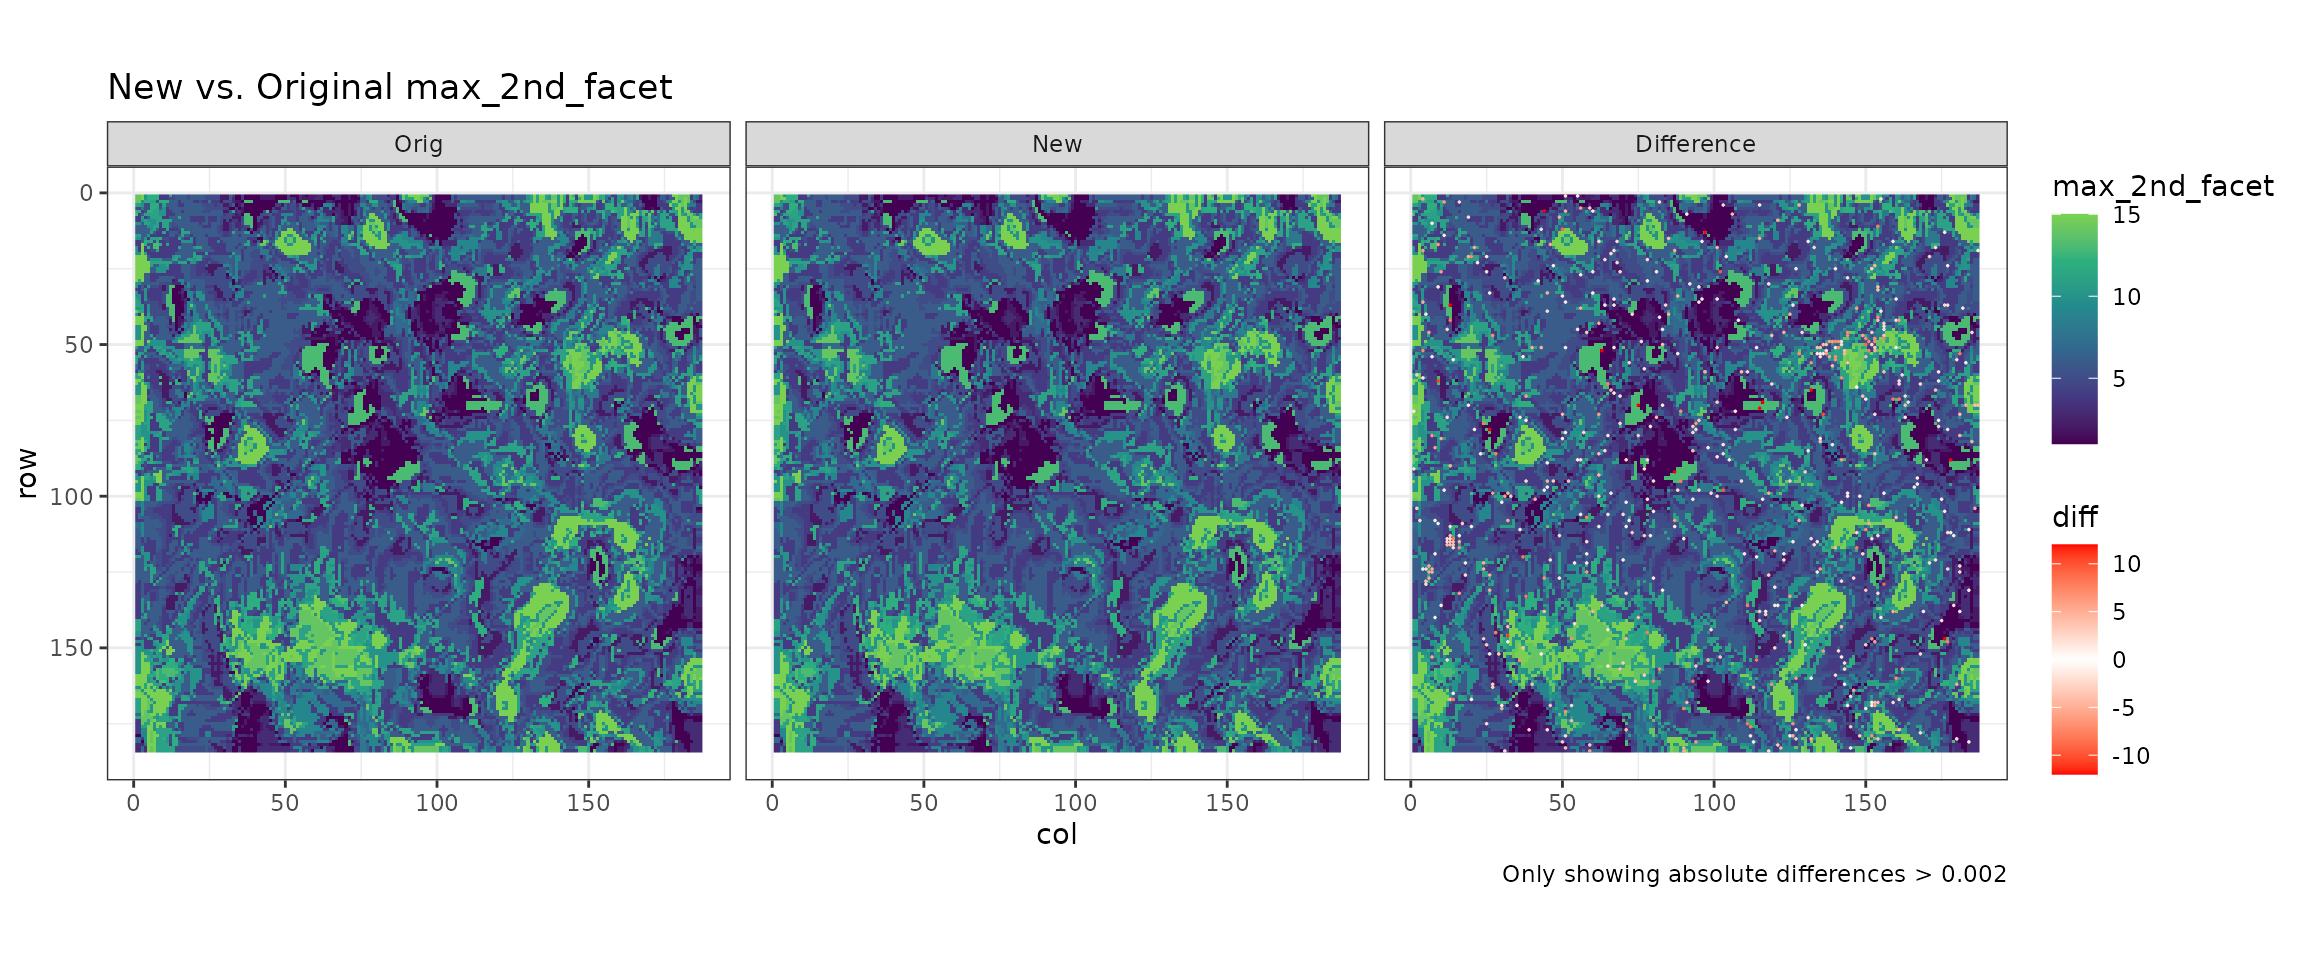 New vs. Original max_2nd_facet
Orig
New
Difference
max_2nd_facet
15
10
5
diff
10
5
0
-5
-10
row
0
50
100
150
0 50 100 150
0 50 100 150
0 50 100 150
col
Only showing absolute differences > 0.002